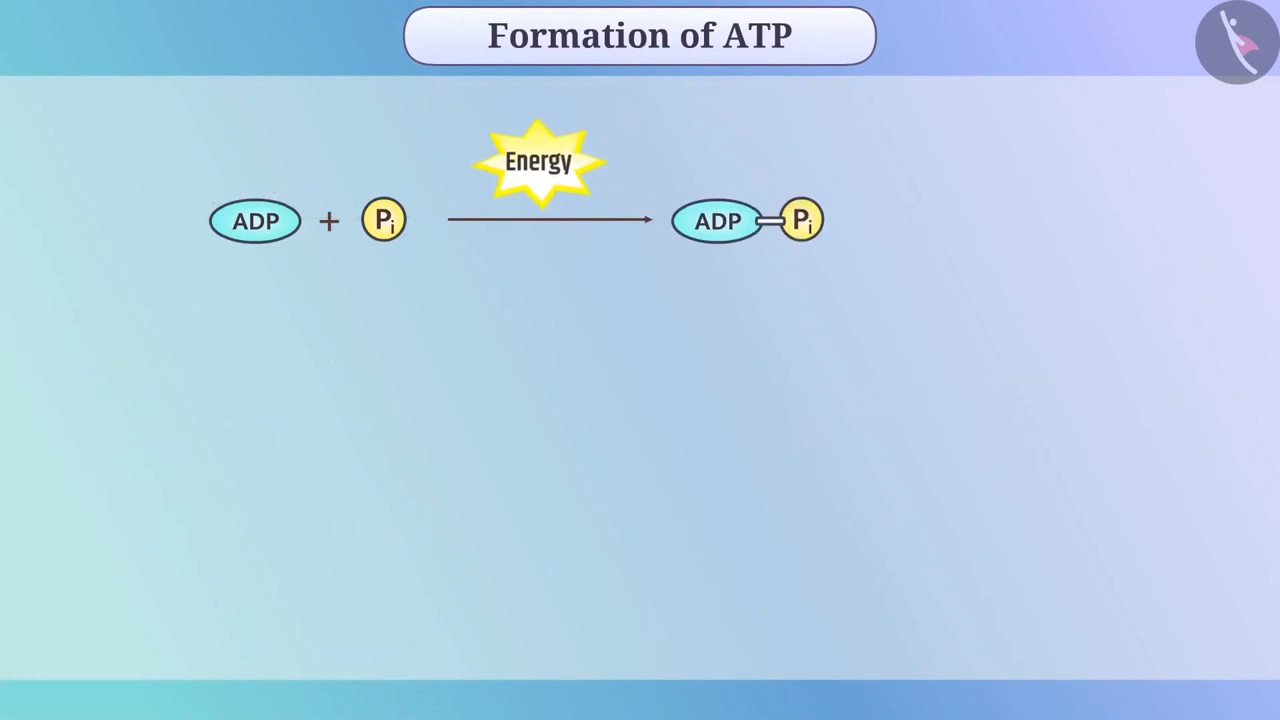 Formation of ATP
Energy
ADP + Pi ADP Pi